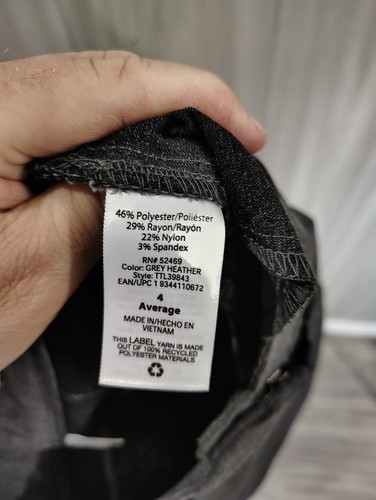 46% Polyester/Poliéster
29% Rayon/Rayón
22% Nylon
3% Spandex
RN# 52469
Color: GREY HEATHER
Style: TTL39843
EAN/UPC 1 9344110672
4
Average
MADE IN/HECHO EN
VIETNAM
THIS LABEL YARN IS MADE
OUT OF 100% RECYCLED
POLYESTER MATERIALS